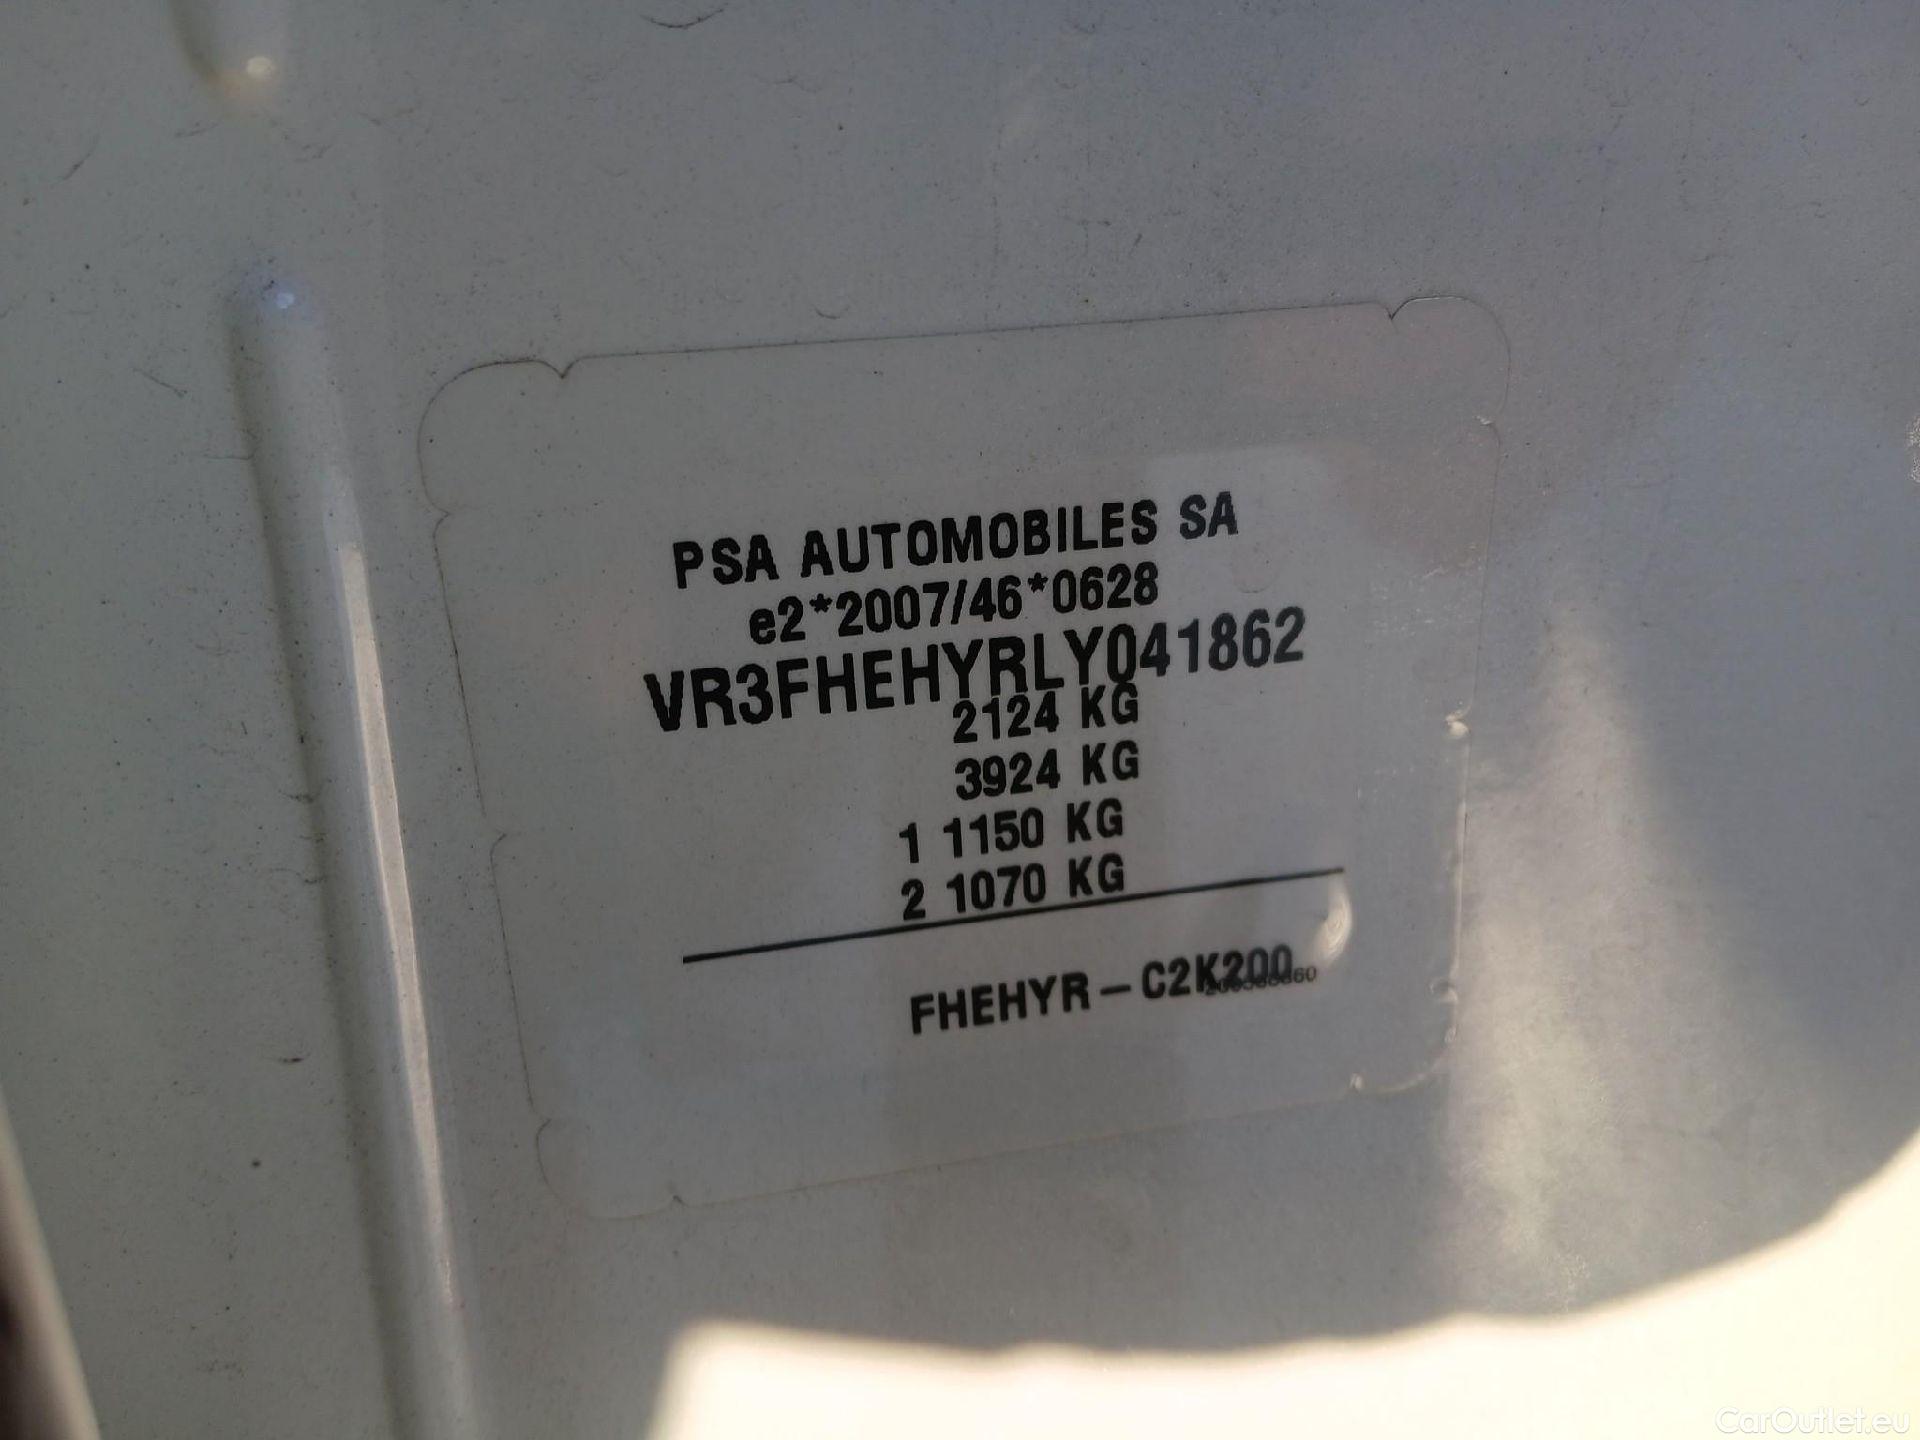 PSA AUTOMOBILES SA
e2*2007/46*0628
VR3FHEHYRLY041862
2124 KG
3924 KG
1 1150 KG
2 1070 KG
FHEHYR-C2K200
CarOutlet.eu